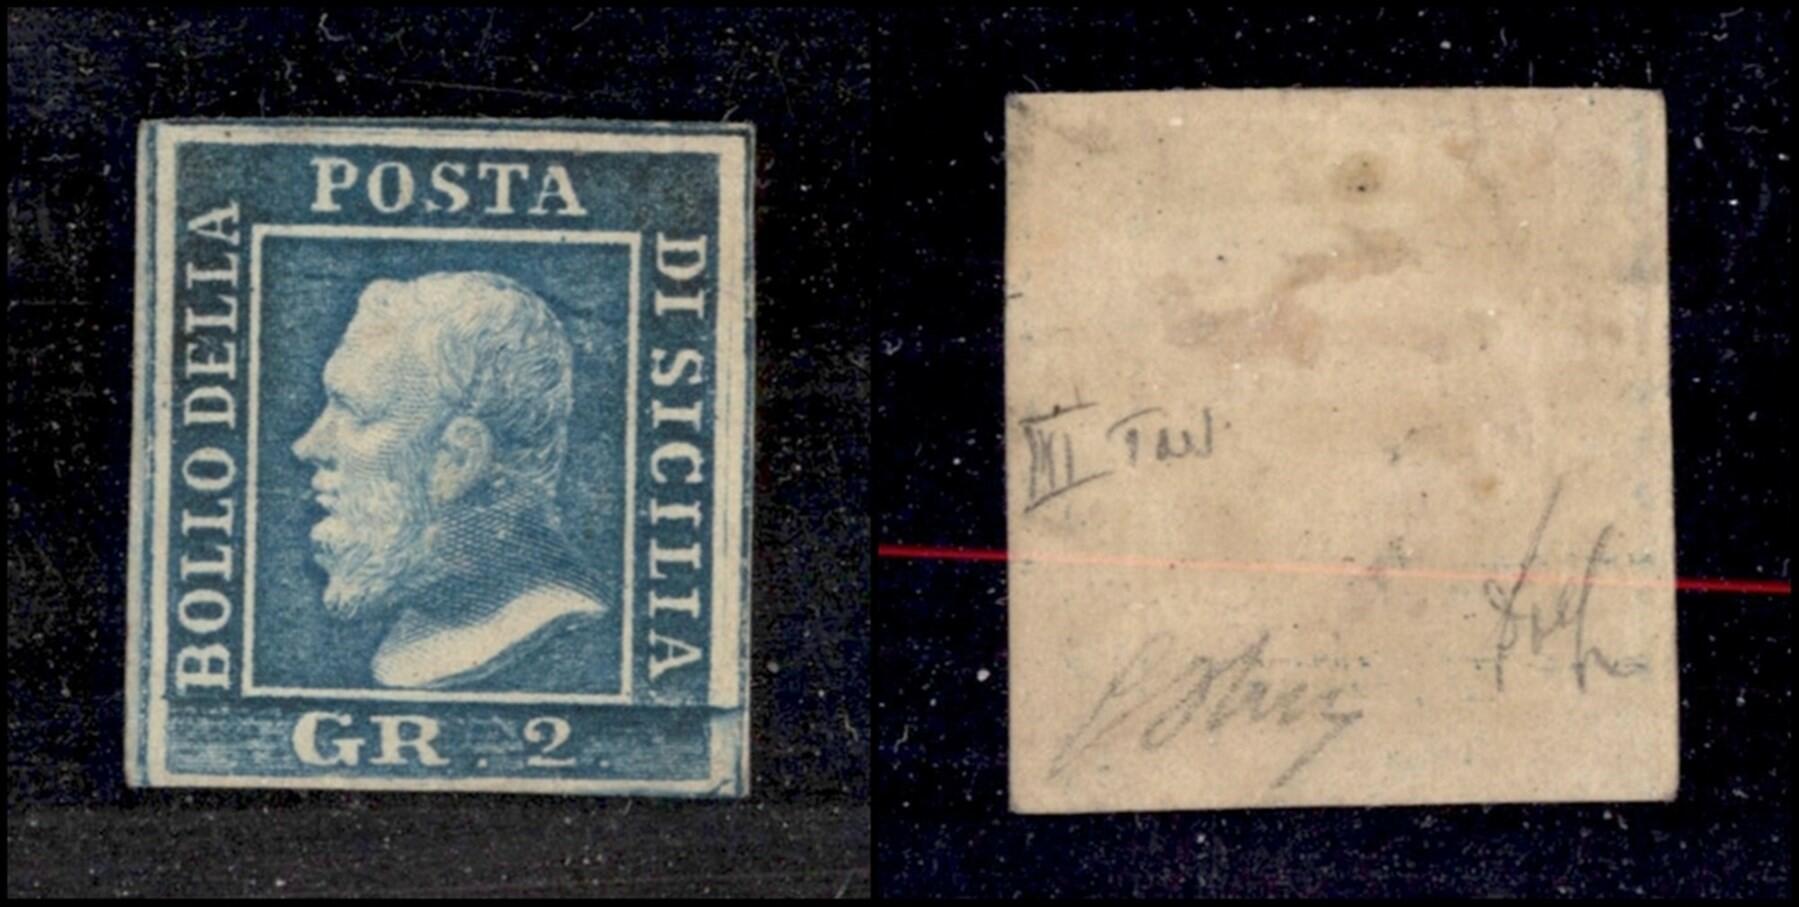 POSTA
BOLLO DELLA
DI SICILIA
GR. 2.
III Tav